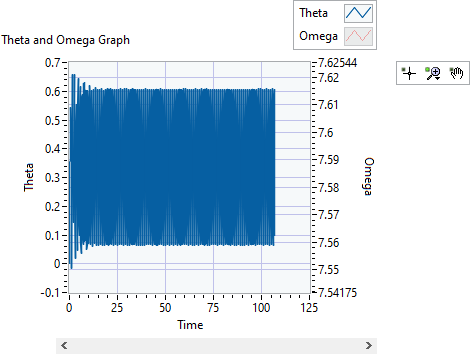 Theta
Omega
Theta and Omega Graph
0.7
0.6
0.5
0.4
0.3
0.2
0.1
0
-0.1
Theta
7.62544
7.62
7.61
7.6
7.59
7.58
7.57
7.56
7.55
7.54175
Omega
0 25 50 75 100 125
Time